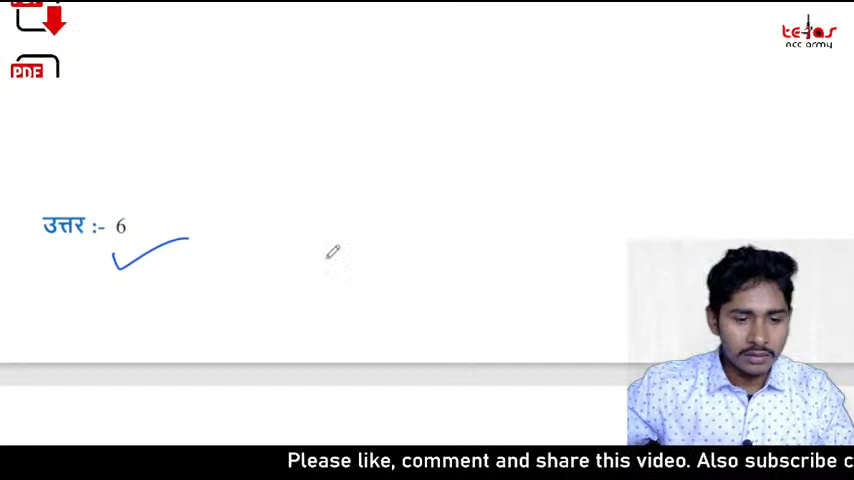 PDF
tejas
ncc army
उत्तर :- 6
Please like, comment and share this video. Also subscribe c